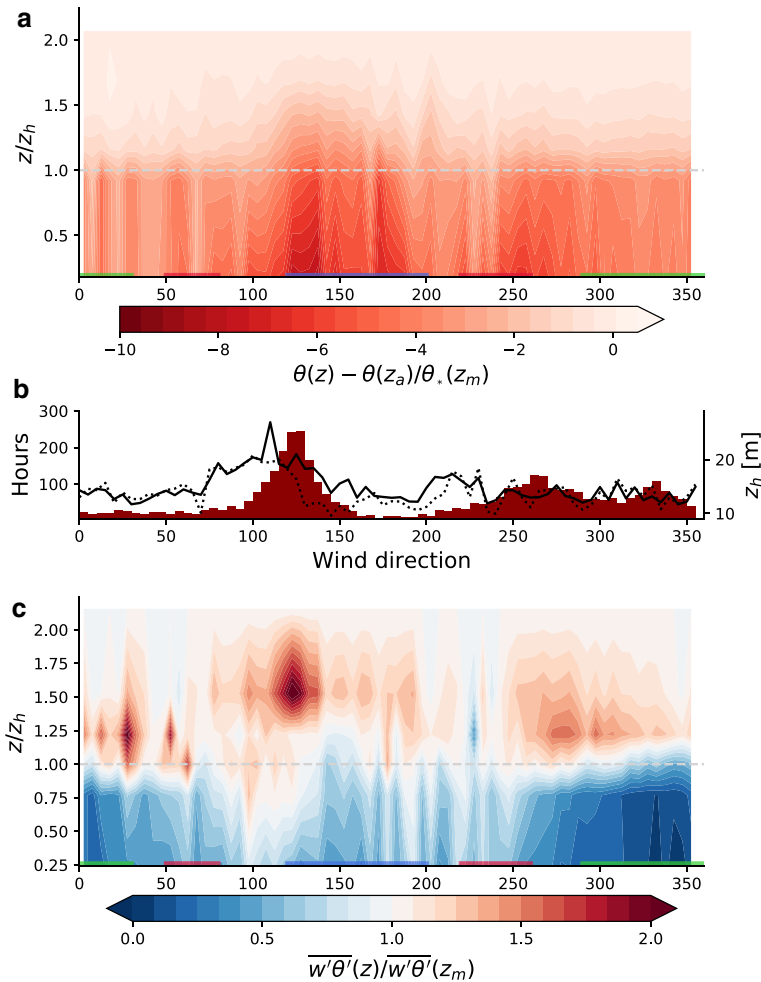 a
2.0
1.5
1.0
0.5
z/z_h
0 50 100 150 200 250 300 350
−10 −8 −6 −4 −2 0
θ(z) − θ(z_a)/θ_*(z_m)
b
300
200
100
Hours
20
10
z_h [m]
0 50 100 150 200 250 300 350
Wind direction
c
2.00
1.75
1.50
1.25
1.00
0.75
0.50
0.25
z/z_h
0 50 100 150 200 250 300 350
0.0 0.5 1.0 1.5 2.0
w′θ′(z)/w′θ′(z_m)